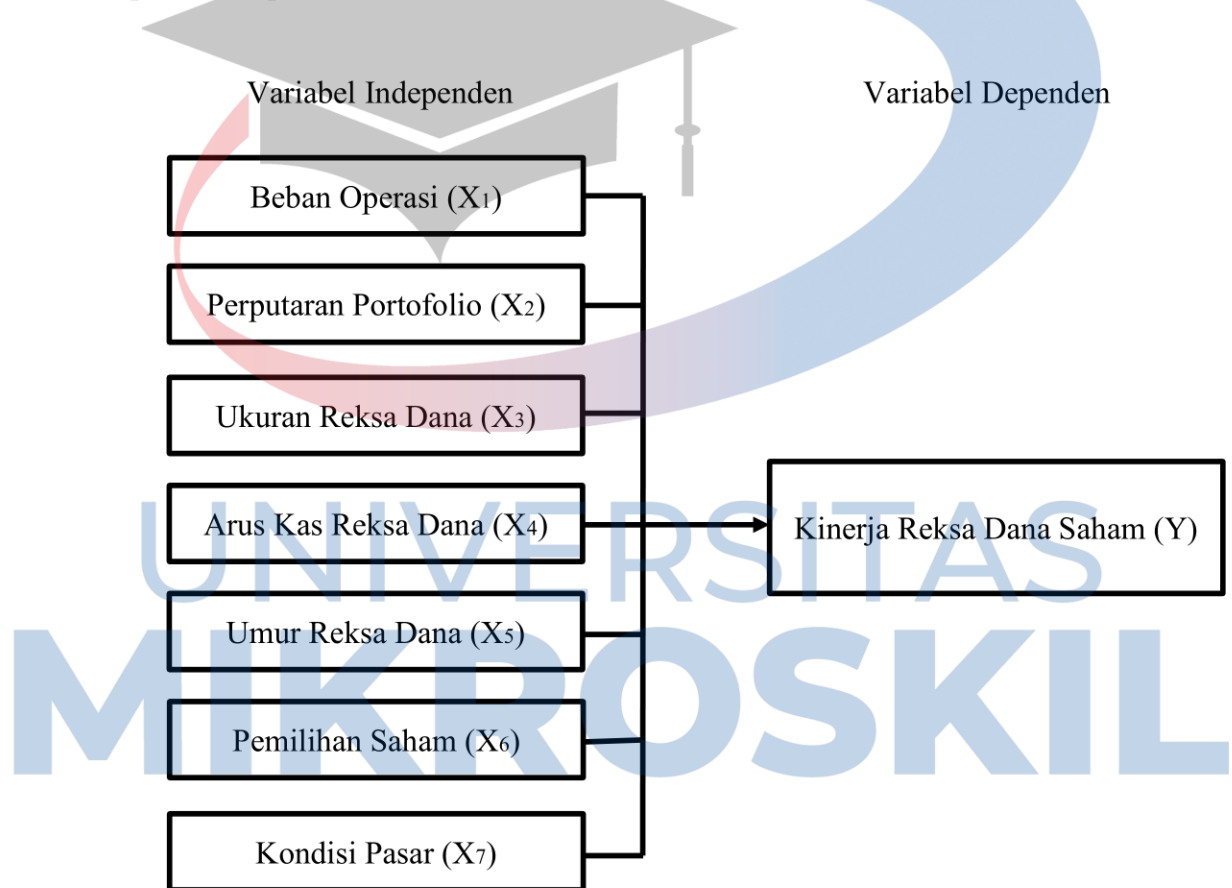 Variabel Independen
Variabel Dependen
Beban Operasi (X1)
Perputaran Portofolio (X2)
Ukuran Reksa Dana (X3)
Arus Kas Reksa Dana (X4)
Kinerja Reksa Dana Saham (Y)
Umur Reksa Dana (X5)
Pemilihan Saham (X6)
Kondisi Pasar (X7)
UNIVERSITAS
MIKROSKIL